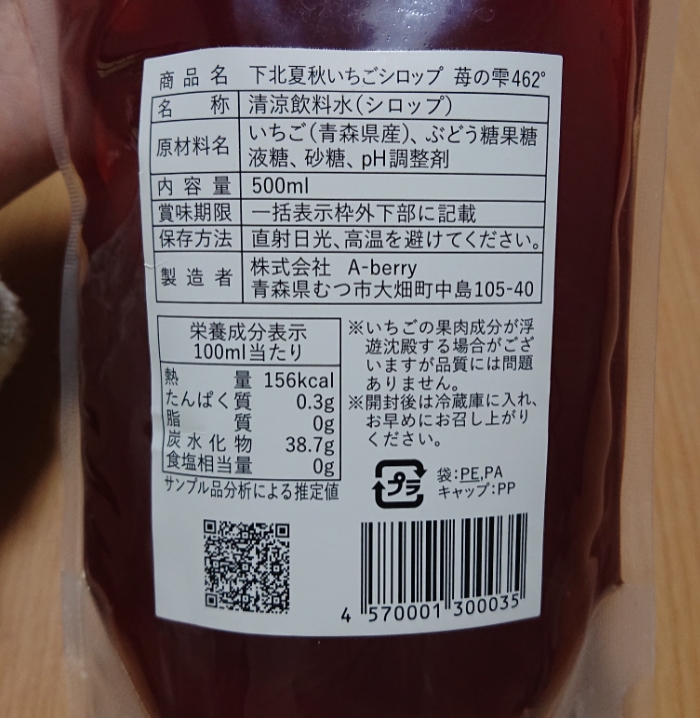 商品名 下北夏秋いちごシロップ 苺の雫462°
名称 清涼飲料水(シロップ)
原材料名 いちご(青森県産)、ぶどう糖果糖
液糖、砂糖、pH調整剤
内容量 500ml
賞味期限 一括表示枠外下部に記載
保存方法 直射日光、高温を避けてください。
製造者 株式会社 A-berry
青森県むつ市大畑町中島105-40
栄養成分表示
100ml当たり
熱量 156kcal
たんぱく質 0.3g
脂質 0g
炭水化物 38.7g
食塩相当量 0g
サンプル品分析による推定値
※いちごの果肉成分が浮
遊沈殿する場合がござ
いますが品質には問題
ありません。
※開封後は冷蔵庫に入れ、
お早めにお召し上がり
ください。
プラ
袋:PE,PA
キャップ:PP
4 570001 300035